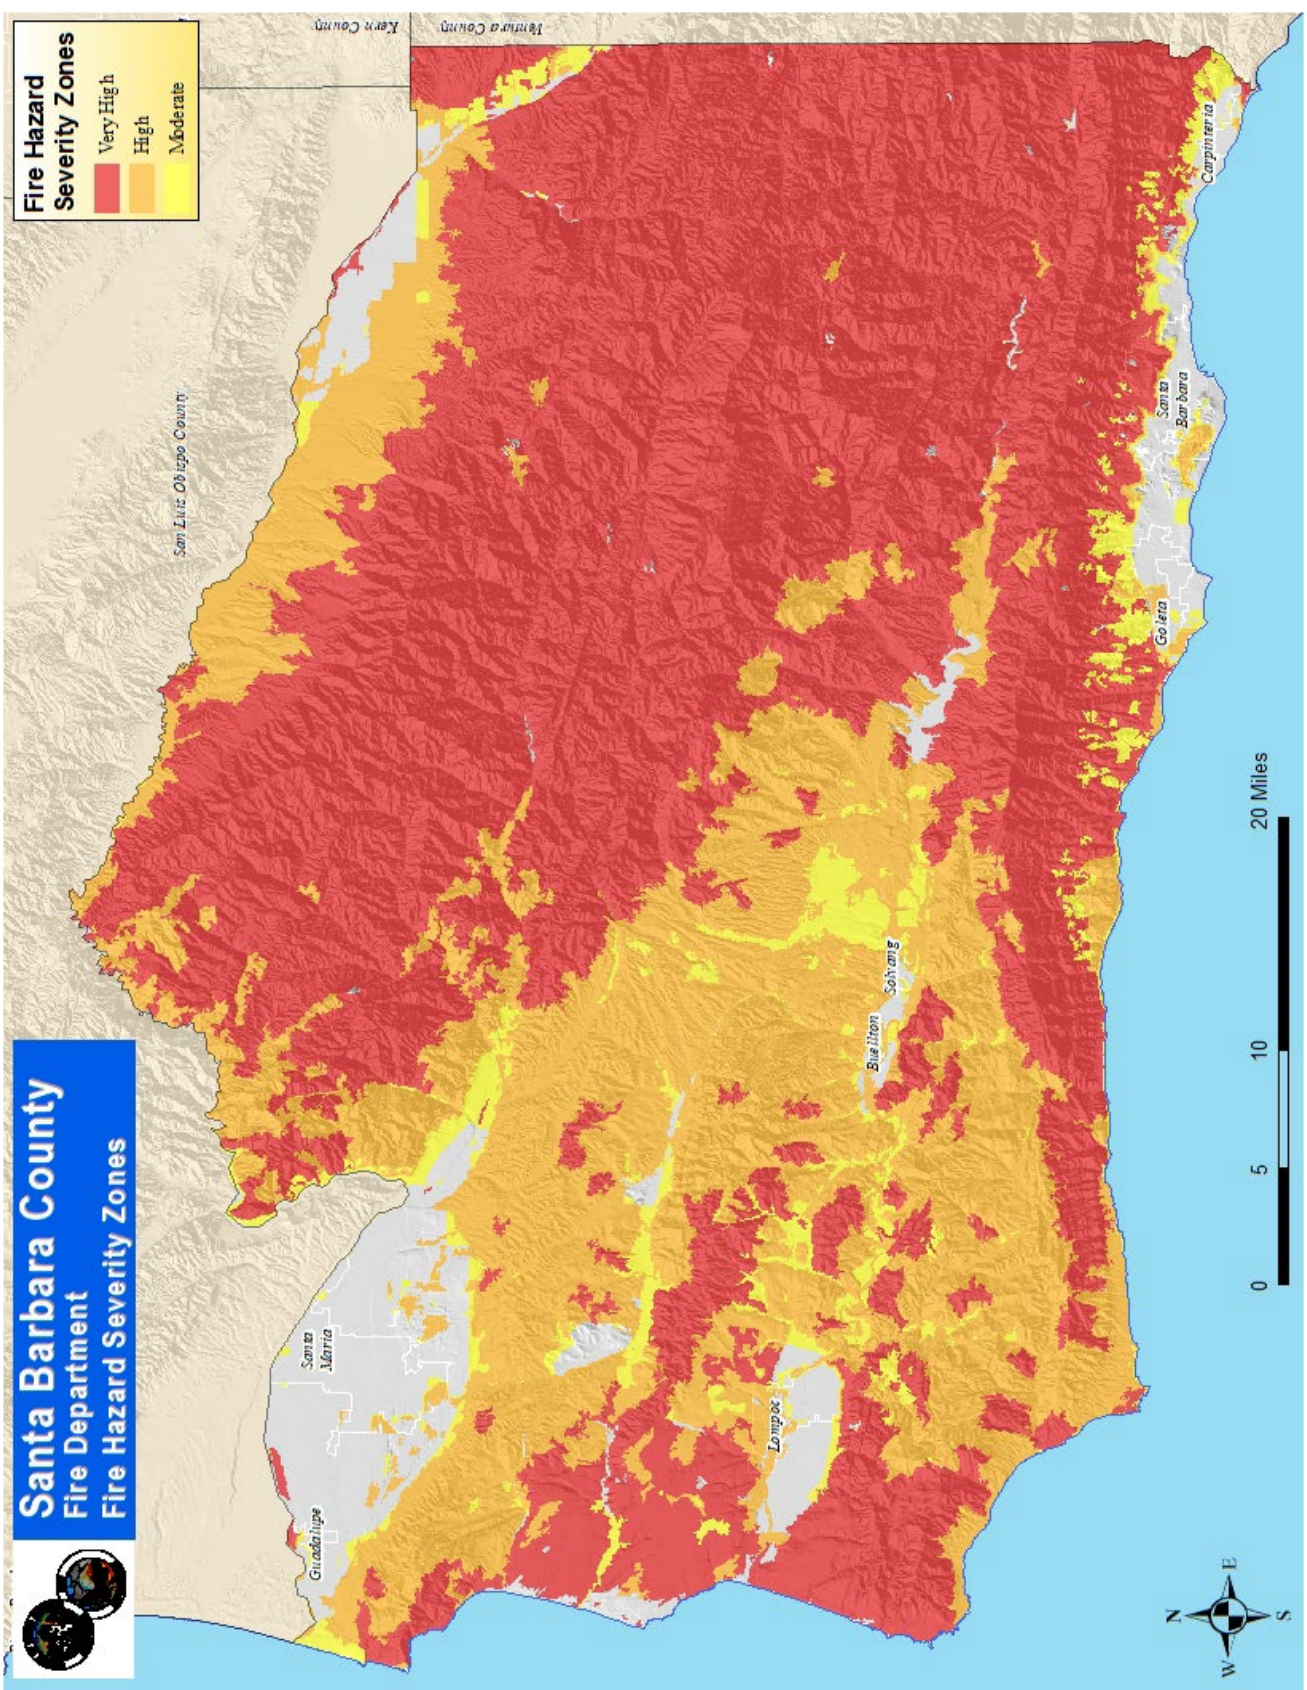 Santa Barbara County
Fire Department
Fire Hazard Severity Zones
Fire Hazard
Severity Zones
Very High
High
Moderate
San Luis Obispo County
Kern County
Ventura County
Guadalupe
Santa
Maria
Lompoc
Buellton
Solvang
Goleta
Santa
Barbara
Carpinteria
N
W
E
S
0
5
10
20 Miles